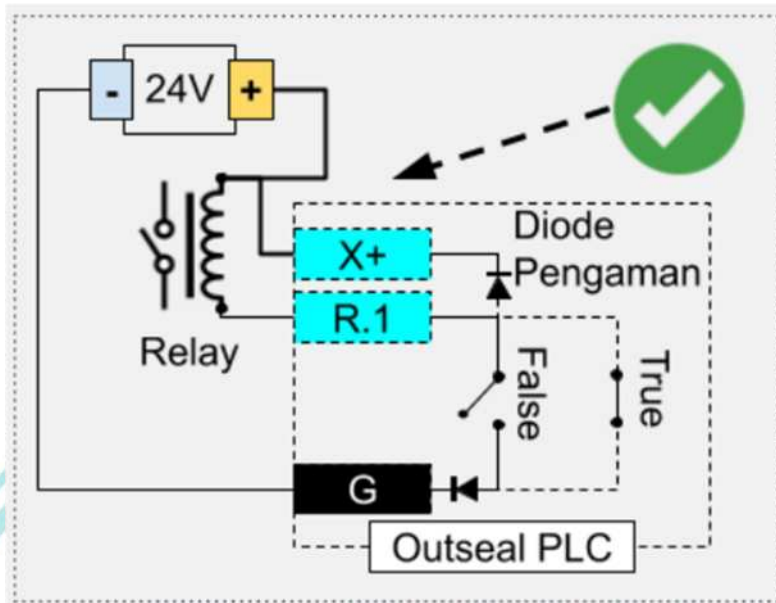 - 24V +
Diode
Pengaman
X+
R.1
Relay
False
True
G
Outseal PLC